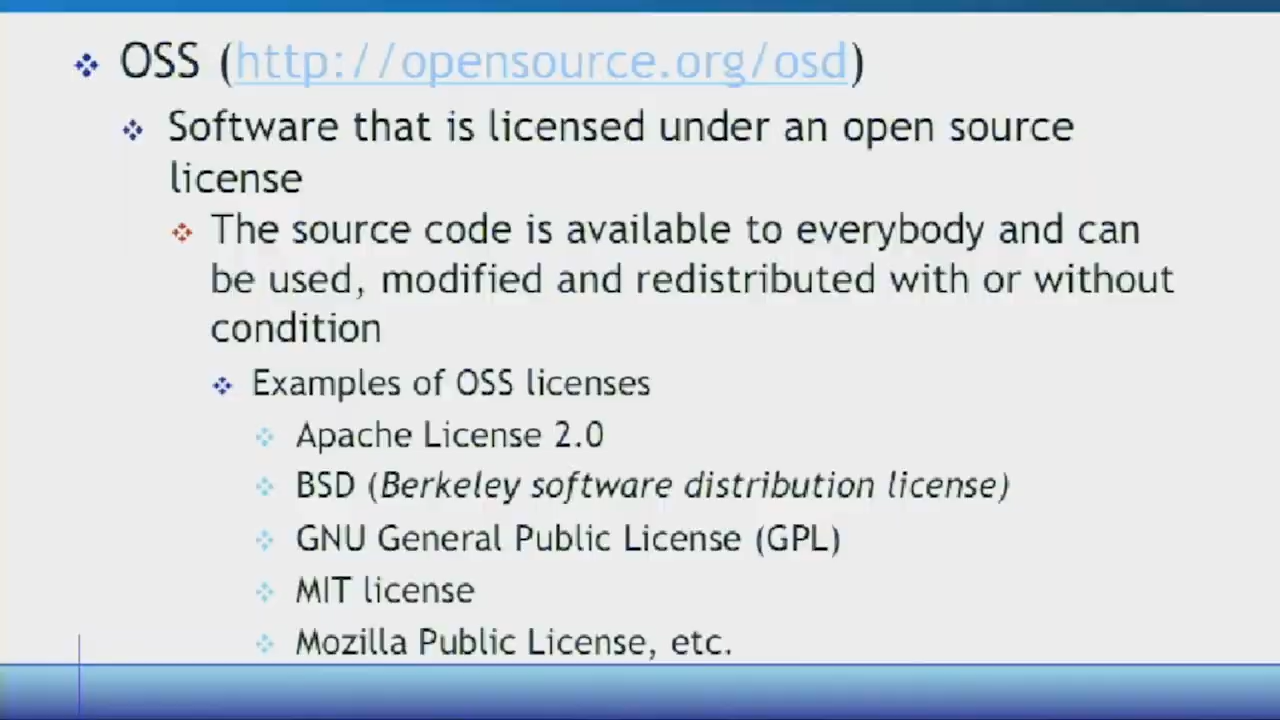 OSS (http://opensource.org/osd)
Software that is licensed under an open source
license
The source code is available to everybody and can
be used, modified and redistributed with or without
condition
Examples of OSS licenses
Apache License 2.0
BSD (Berkeley software distribution license)
GNU General Public License (GPL)
MIT license
Mozilla Public License, etc.